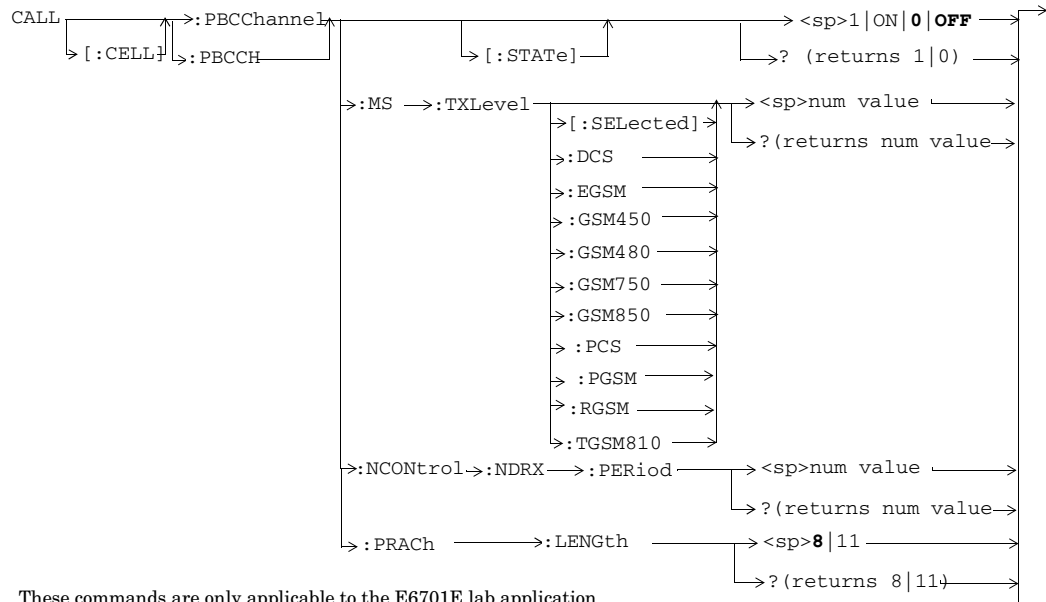 CALL :PBCChannel <sp>1|ON|0|OFF
[:CELL] :PBCCH [:STATe] ? (returns 1|0)
:MS :TXLevel <sp>num value
[:SELected] ?(returns num value
:DCS
:EGSM
:GSM450
:GSM480
:GSM750
:GSM850
:PCS
:PGSM
:RGSM
:TGSM810
:NCONtrol :NDRX :PERiod <sp>num value
?(returns num value
:PRACh :LENGth <sp>8|11
?(returns 8|11)
These commands are only applicable to the E6701E lab application